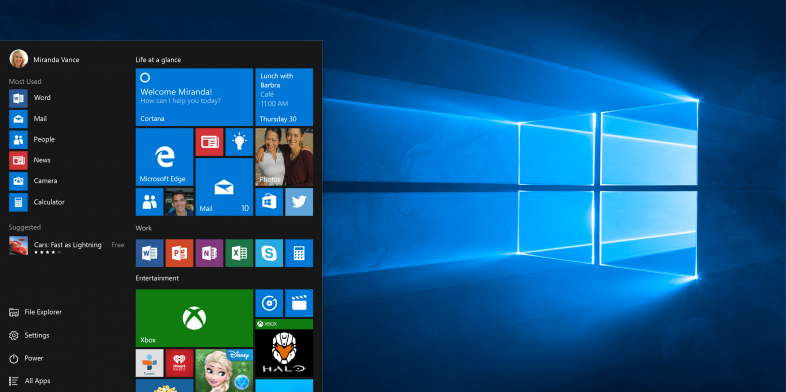 Miranda Vance
Most Used
Word
Mail
People
News
Camera
Calculator
Suggested
Cars: Fast as Lightning Free
File Explorer
Settings
Power
All Apps
Life at a glance
Welcome Miranda!
How can I help you today?
Cortana
Lunch with
Barbra
Café
11:00 AM
Thursday 30
Microsoft Edge
Photos
Mail 10
Work
W
P
N
X
S
Entertainment
Xbox
XBOX
iHeart
Disney
HALO